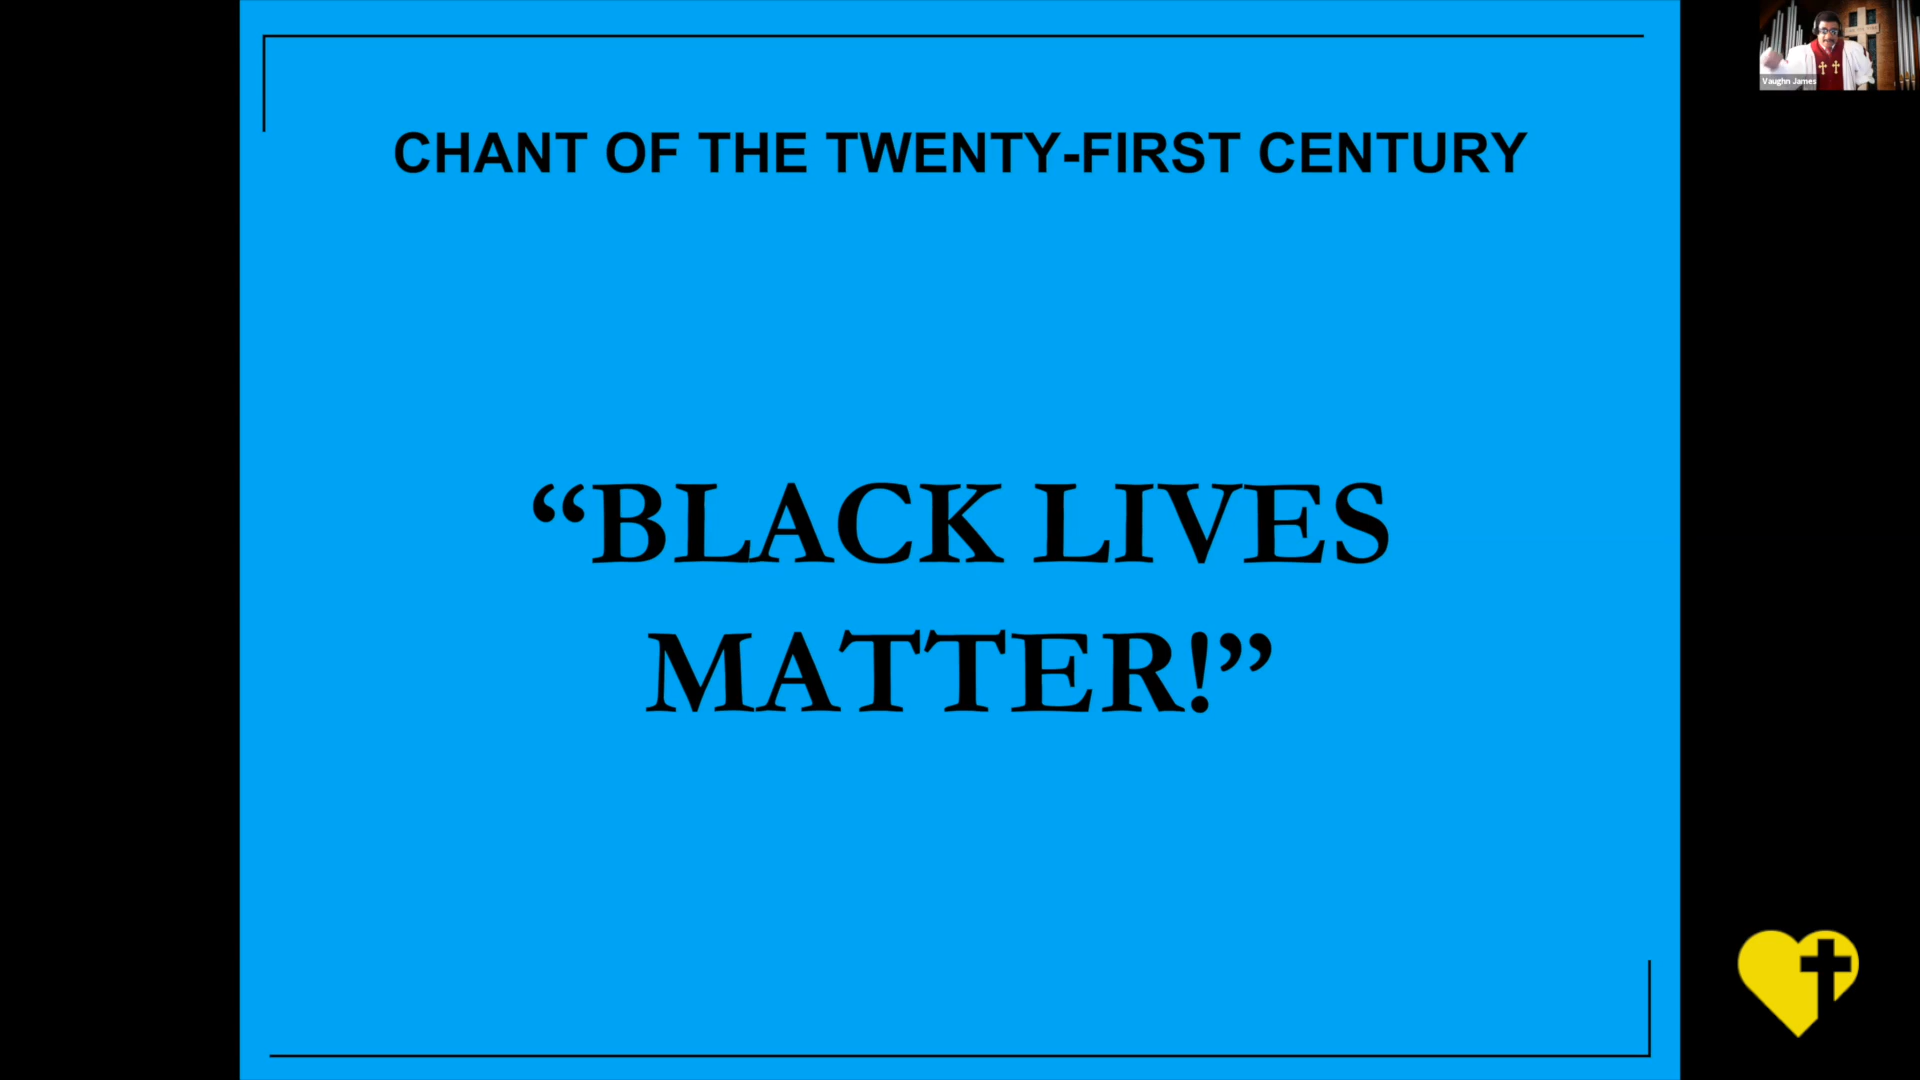 CHANT OF THE TWENTY-FIRST CENTURY
“BLACK LIVES
MATTER!”
Vaughn James